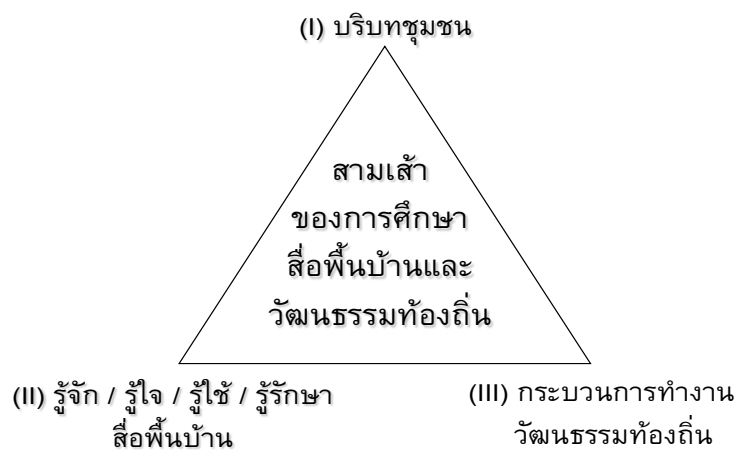 (I) บริบทชุมชน
สามเส้า
ของการศึกษา
สื่อพื้นบ้านและ
วัฒนธรรมท้องถิ่น
(II) รู้จัก / รู้ใจ / รู้ใช้ / รู้รักษา
สื่อพื้นบ้าน
(III) กระบวนการทำงาน
วัฒนธรรมท้องถิ่น